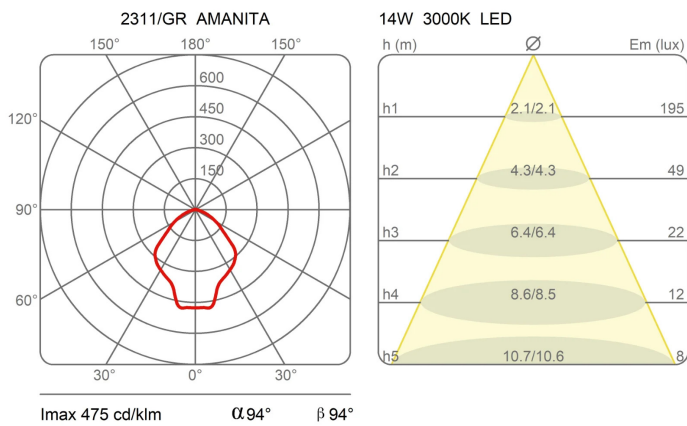 2311/GR AMANITA
150° 180° 150°
600
450
300
150
120°
90°
60°
30° 0° 30°
Imax 475 cd/klm α 94° β 94°
14W 3000K LED
h (m) Ø Em (lux)
h1 2.1/2.1 195
h2 4.3/4.3 49
h3 6.4/6.4 22
h4 8.6/8.5 12
h5 10.7/10.6 8